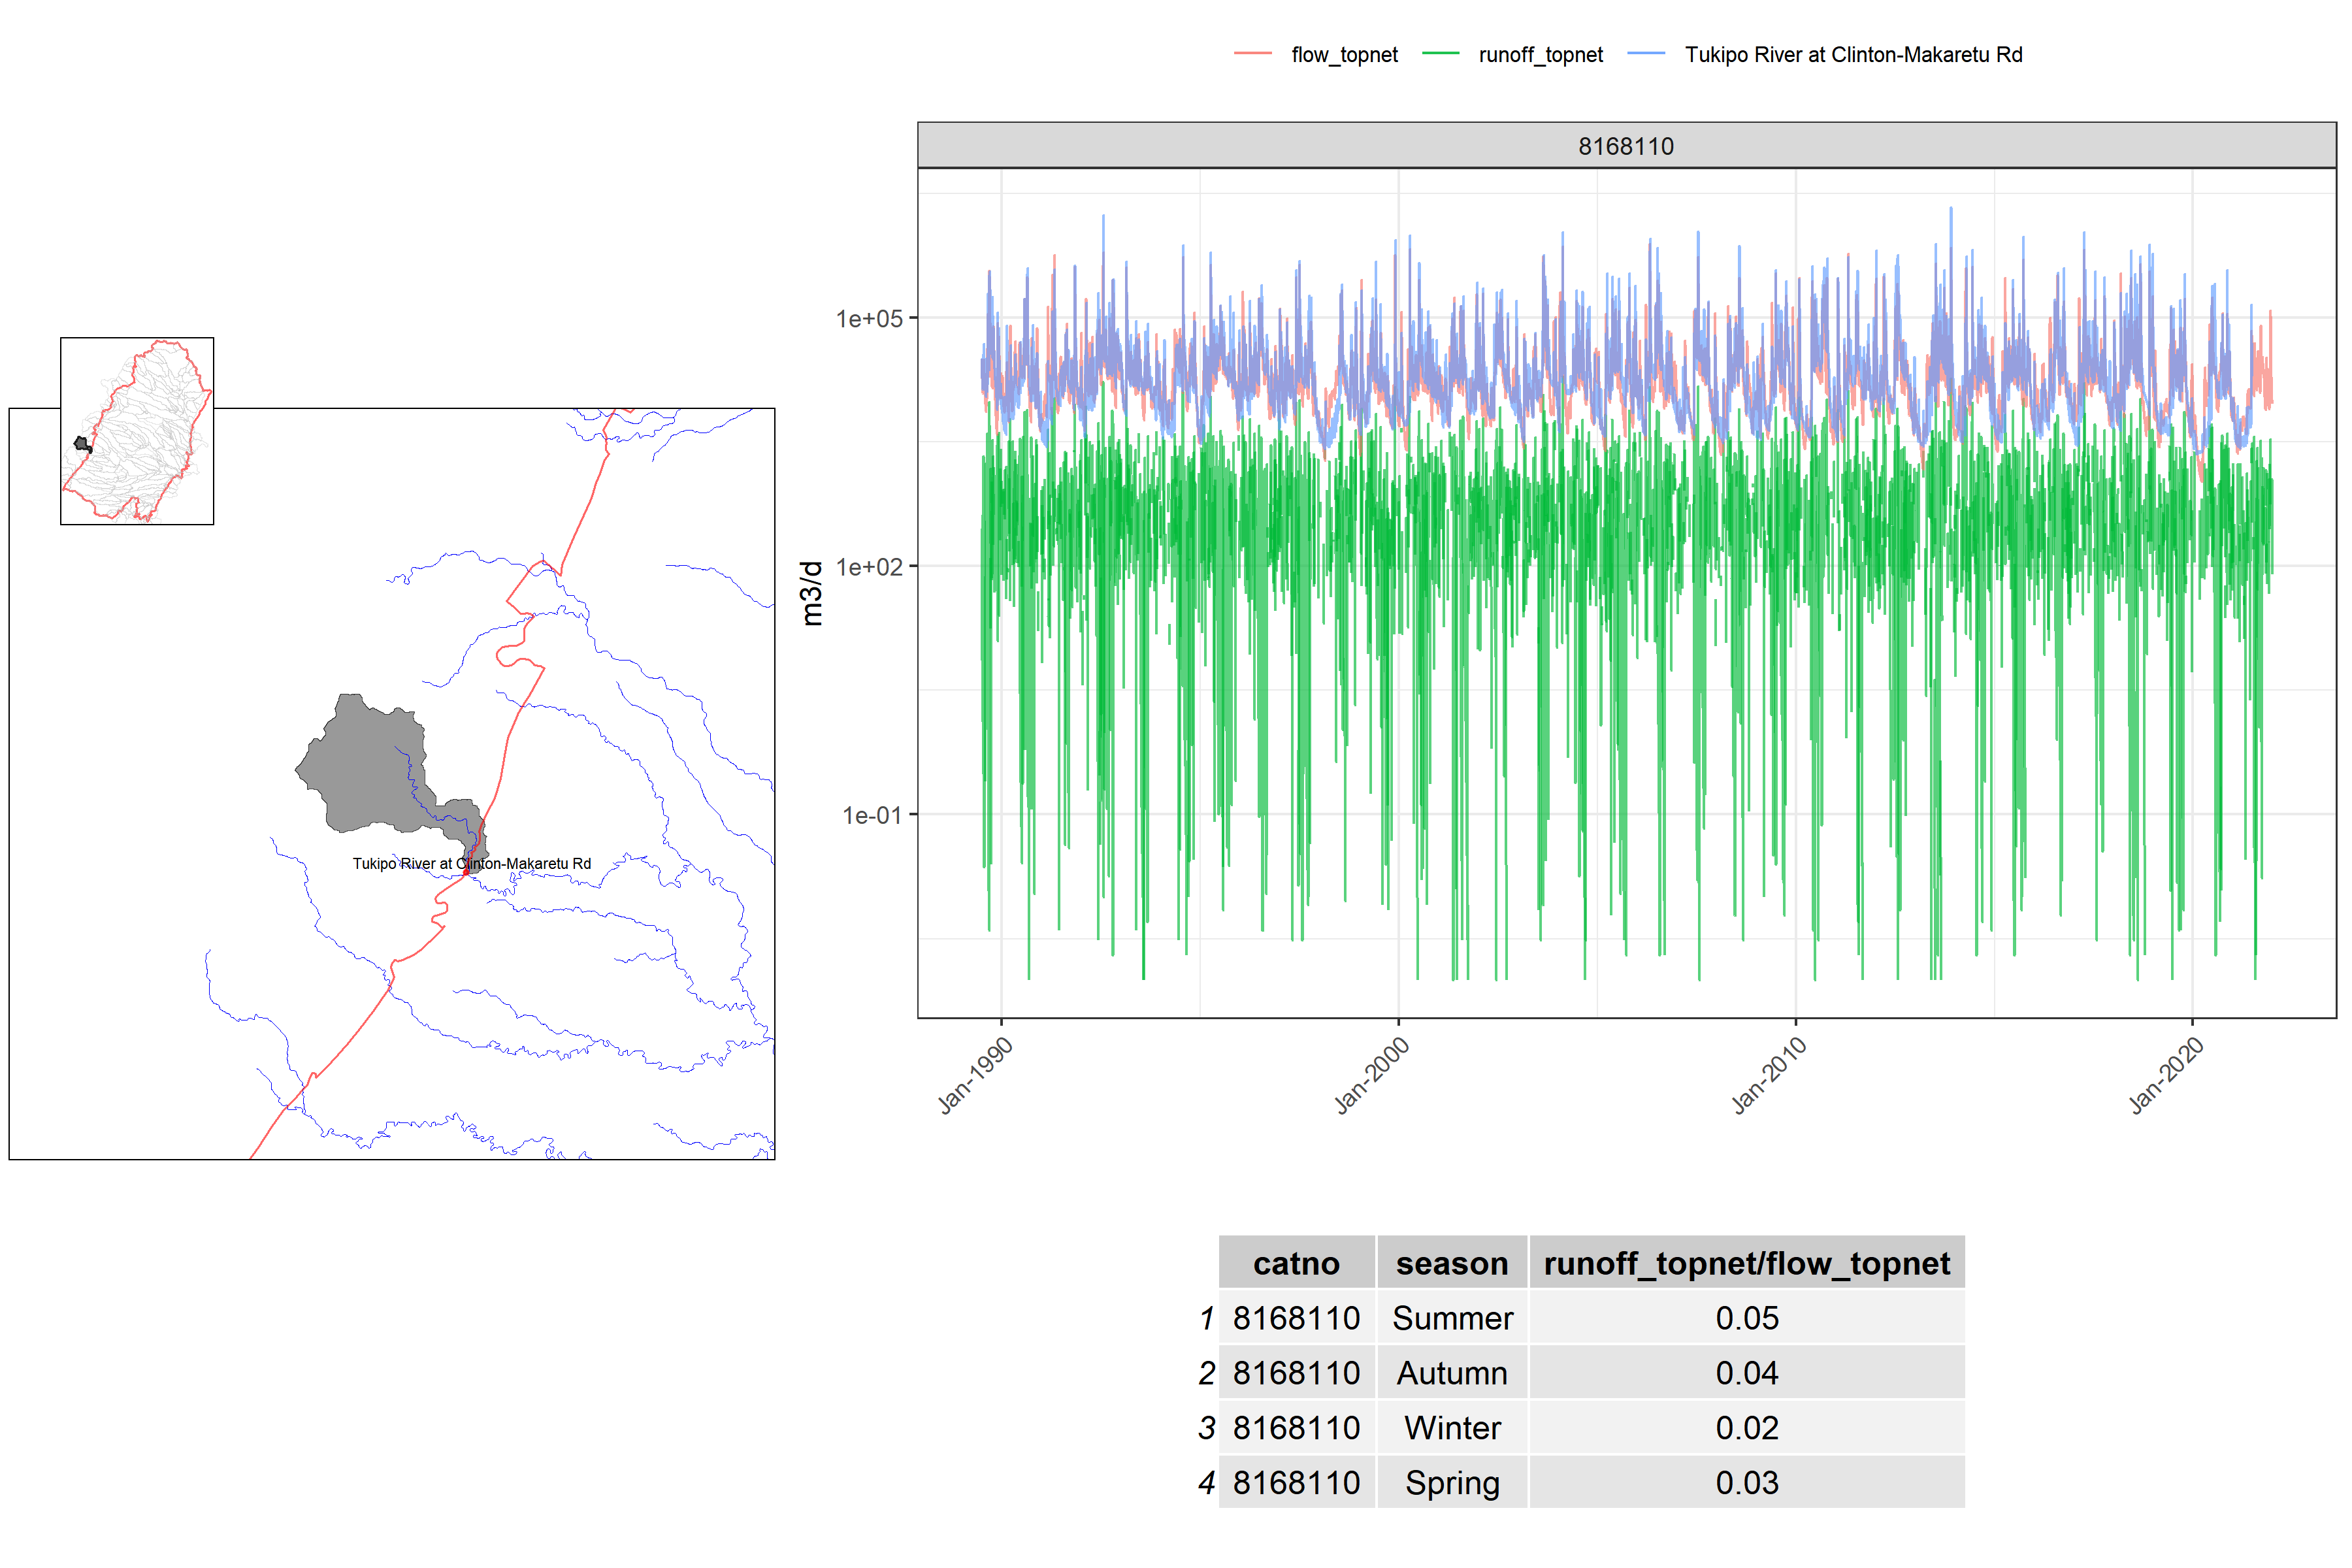 flow_topnet runoff_topnet Tukipo River at Clinton-Makaretu Rd
8168110
1e+05
1e+02
1e-01
m3/d
Jan-1990 Jan-2000 Jan-2010 Jan-2020
Tukipo River at Clinton-Makaretu Rd
catno season runoff_topnet/flow_topnet
1 8168110 Summer 0.05
2 8168110 Autumn 0.04
3 8168110 Winter 0.02
4 8168110 Spring 0.03